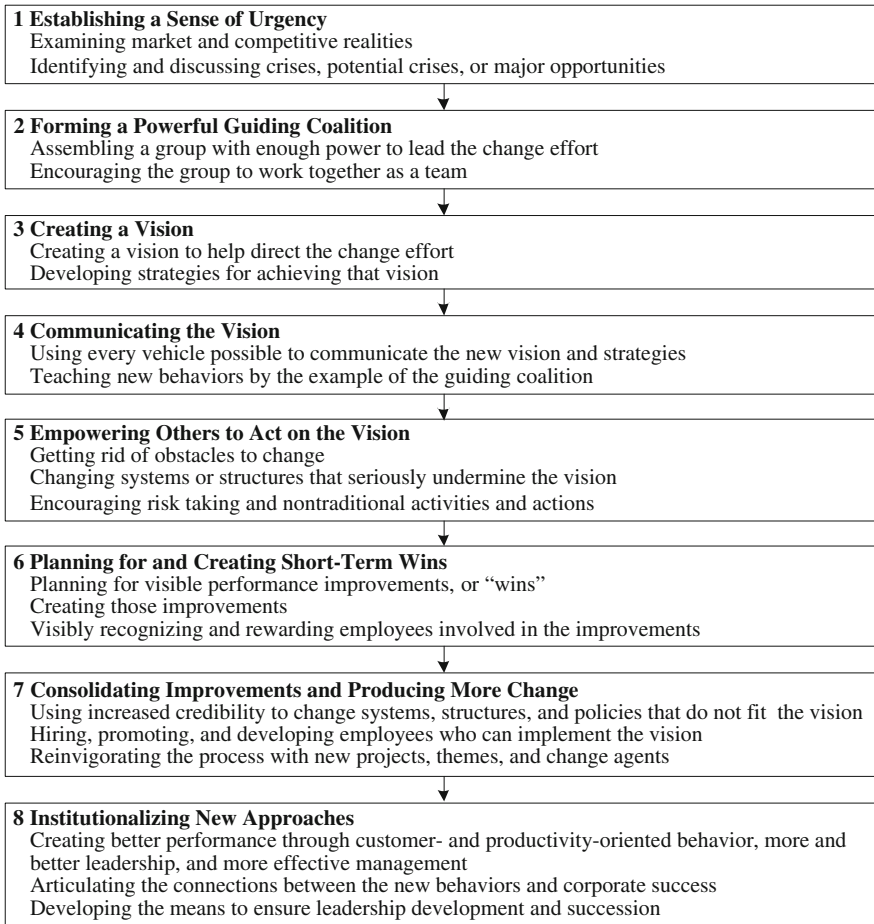 1 Establishing a Sense of Urgency
Examining market and competitive realities
Identifying and discussing crises, potential crises, or major opportunities
2 Forming a Powerful Guiding Coalition
Assembling a group with enough power to lead the change effort
Encouraging the group to work together as a team
3 Creating a Vision
Creating a vision to help direct the change effort
Developing strategies for achieving that vision
4 Communicating the Vision
Using every vehicle possible to communicate the new vision and strategies
Teaching new behaviors by the example of the guiding coalition
5 Empowering Others to Act on the Vision
Getting rid of obstacles to change
Changing systems or structures that seriously undermine the vision
Encouraging risk taking and nontraditional activities and actions
6 Planning for and Creating Short-Term Wins
Planning for visible performance improvements, or “wins”
Creating those improvements
Visibly recognizing and rewarding employees involved in the improvements
7 Consolidating Improvements and Producing More Change
Using increased credibility to change systems, structures, and policies that do not fit the vision
Hiring, promoting, and developing employees who can implement the vision
Reinvigorating the process with new projects, themes, and change agents
8 Institutionalizing New Approaches
Creating better performance through customer- and productivity-oriented behavior, more and
better leadership, and more effective management
Articulating the connections between the new behaviors and corporate success
Developing the means to ensure leadership development and succession